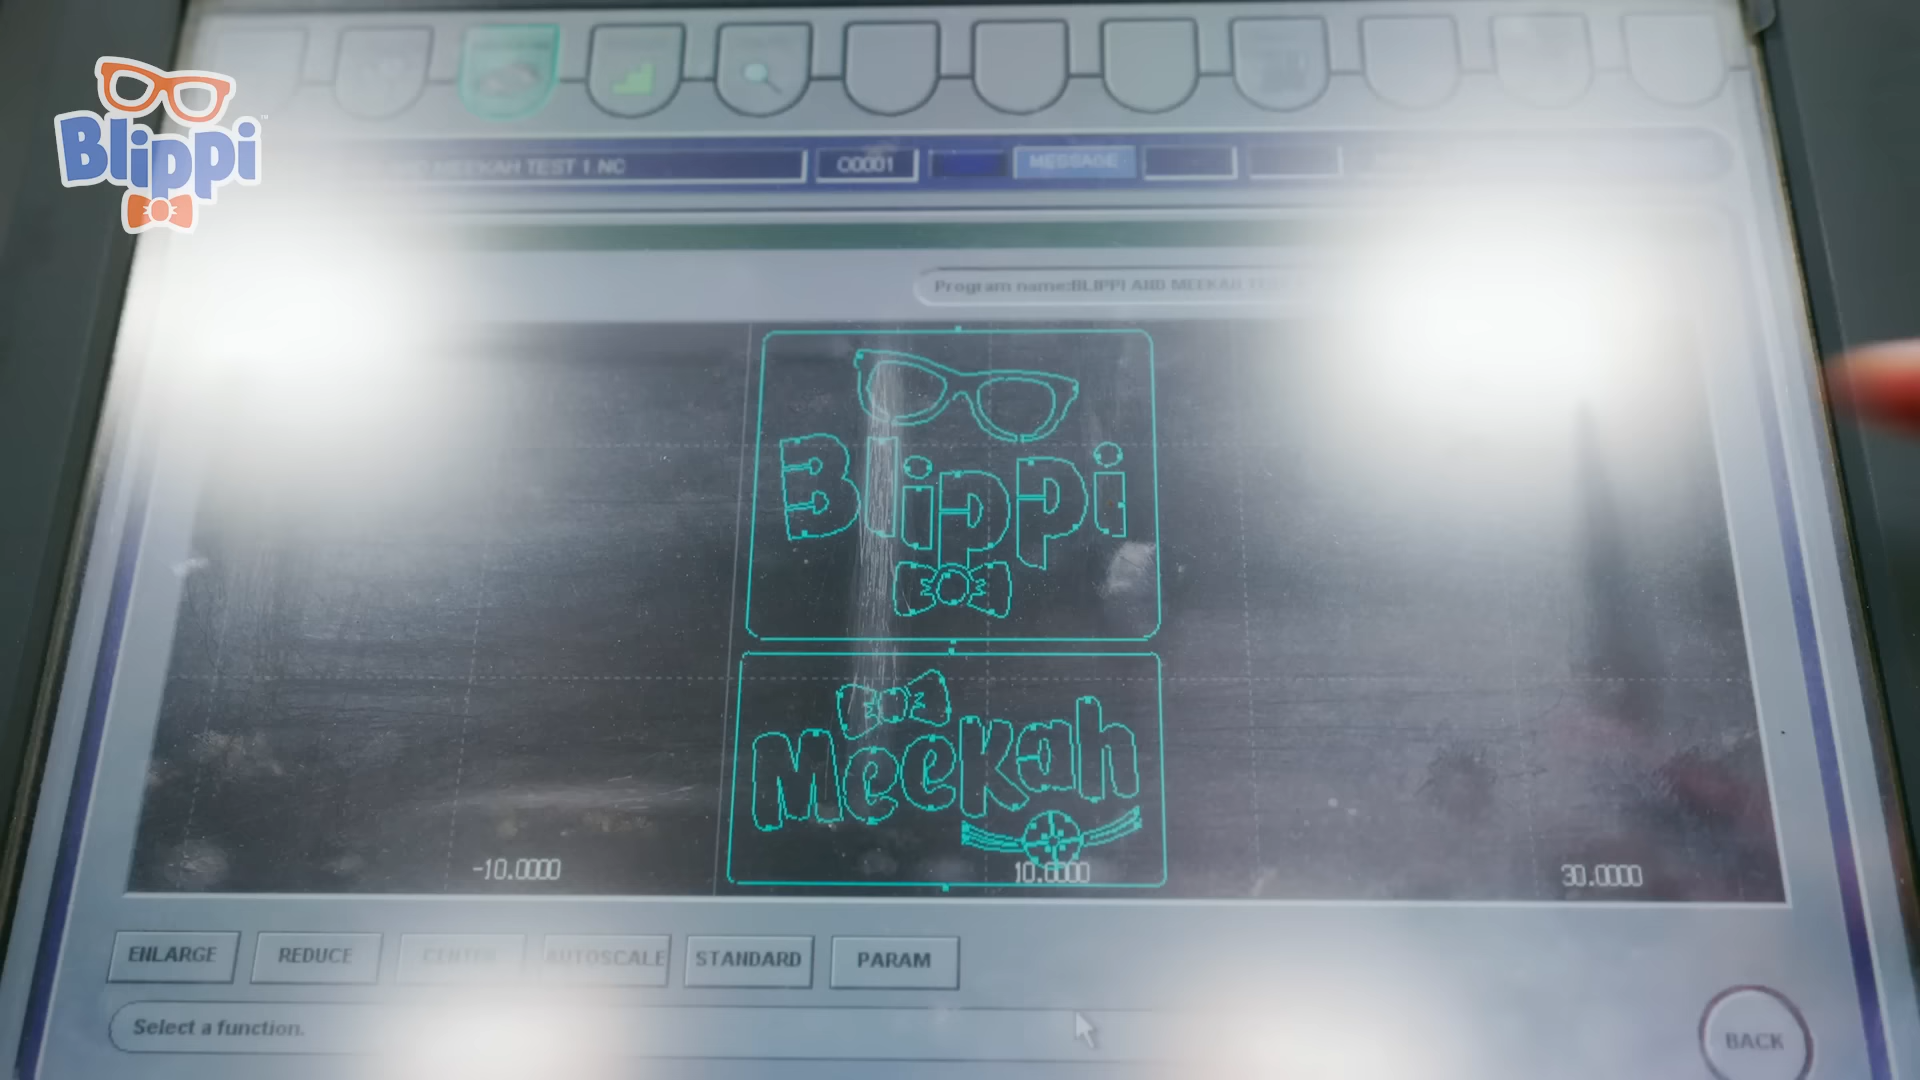 Blippi
MEEKAH TEST 1.NC
O0001
MESSAGE
Program name:BLIPPI AND MEEKAH
Blippi
Meekah
-10.0000
10.0000
30.0000
ENLARGE
REDUCE
CENTER
AUTOSCALE
STANDARD
PARAM
Select a function.
BACK